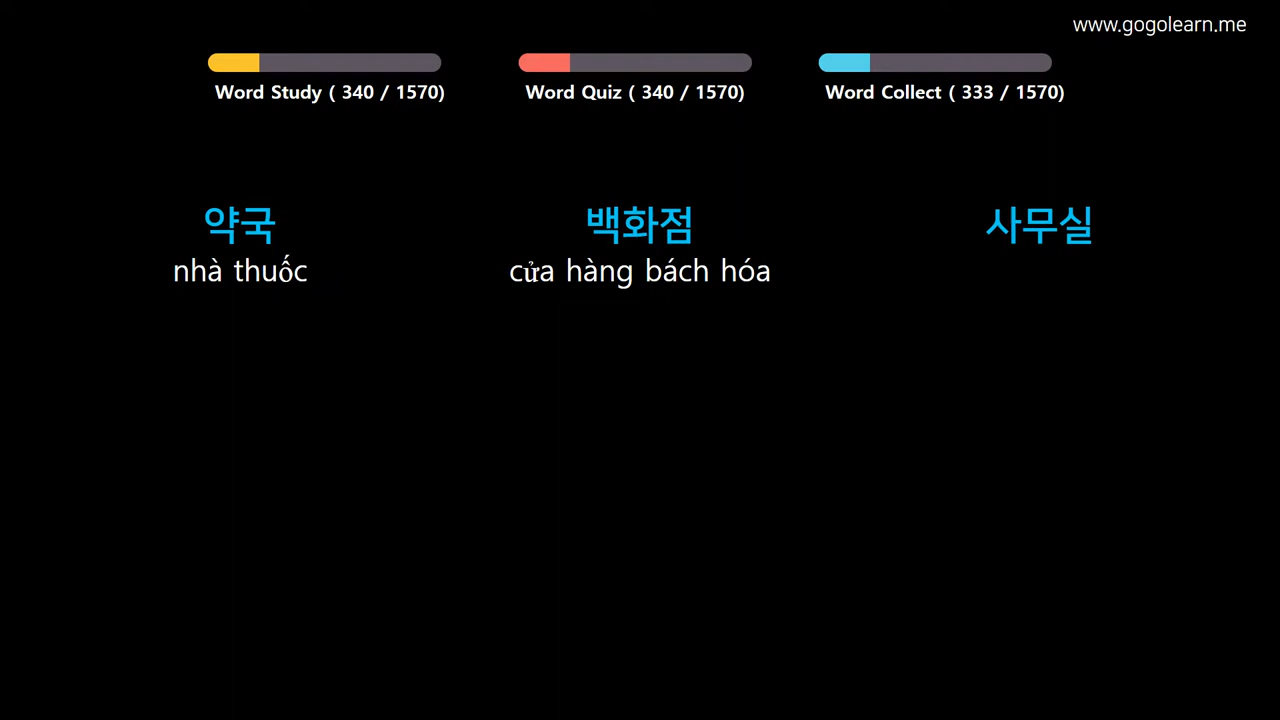 www.gogolearn.me
Word Study ( 340 / 1570)
Word Quiz ( 340 / 1570)
Word Collect ( 333 / 1570)
약국
nhà thuốc
백화점
cửa hàng bách hóa
사무실